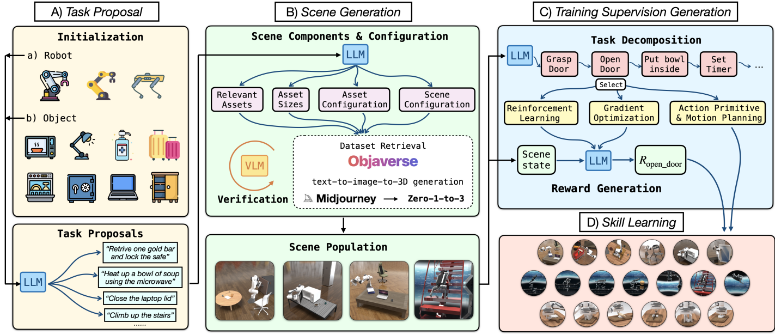 A) Task Proposal
Initialization
a) Robot
b) Object
Task Proposals
LLM
"Retrive one gold bar
and lock the safe"
"Heat up a bowl of soup
using the microwave"
"Close the laptop lid"
"Climb up the stairs"
......
B) Scene Generation
Scene Components & Configuration
LLM
Relevant
Assets
Asset
Sizes
Asset
Configuration
Scene
Configuration
VLM
Verification
Dataset Retrieval
Objaverse
text-to-image-to-3D generation
Midjourney
Zero-1-to-3
Scene Population
C) Training Supervision Generation
Task Decomposition
LLM
Grasp
Door
Open
Door
Put bowl
inside
Set
Timer
...
Select
Reinforcement
Learning
Gradient
Optimization
Action Primitive
& Motion Planning
Scene
state
LLM
Ropen_door
Reward Generation
D) Skill Learning